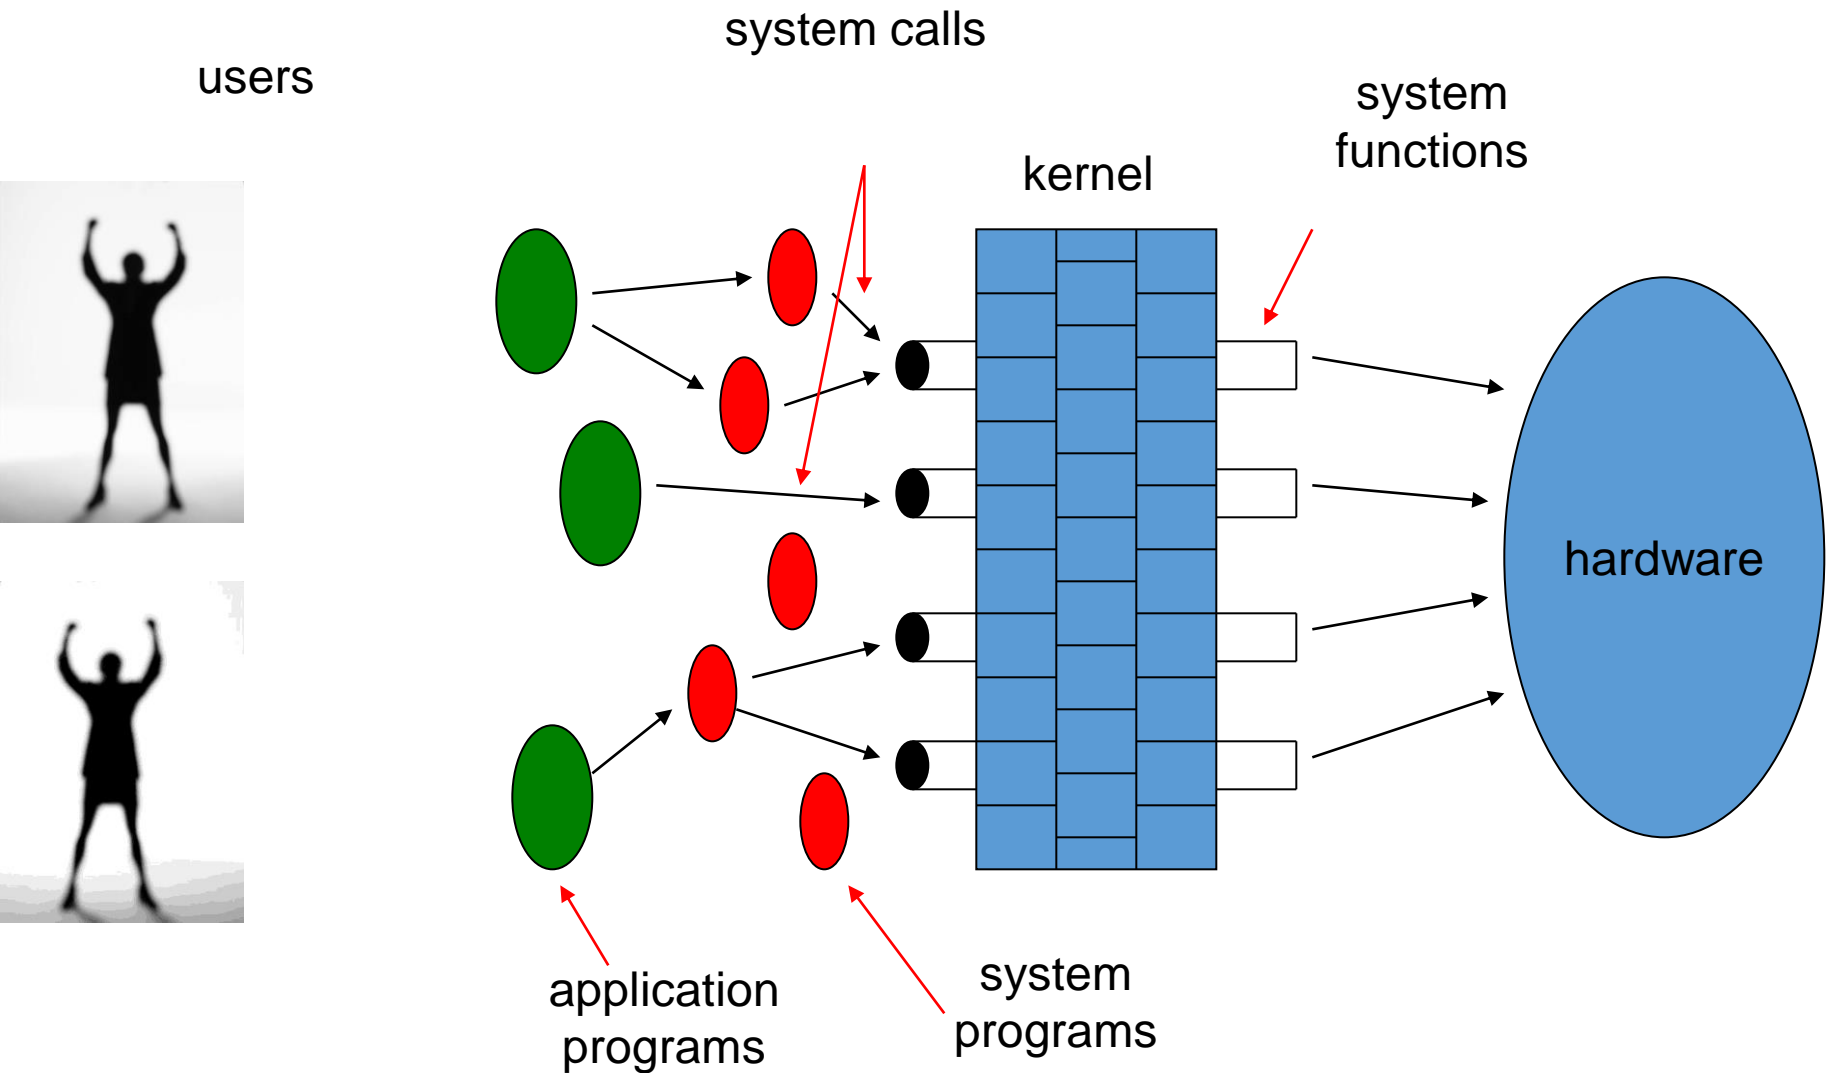 system calls
users
system
functions
kernel
hardware
application
programs
system
programs